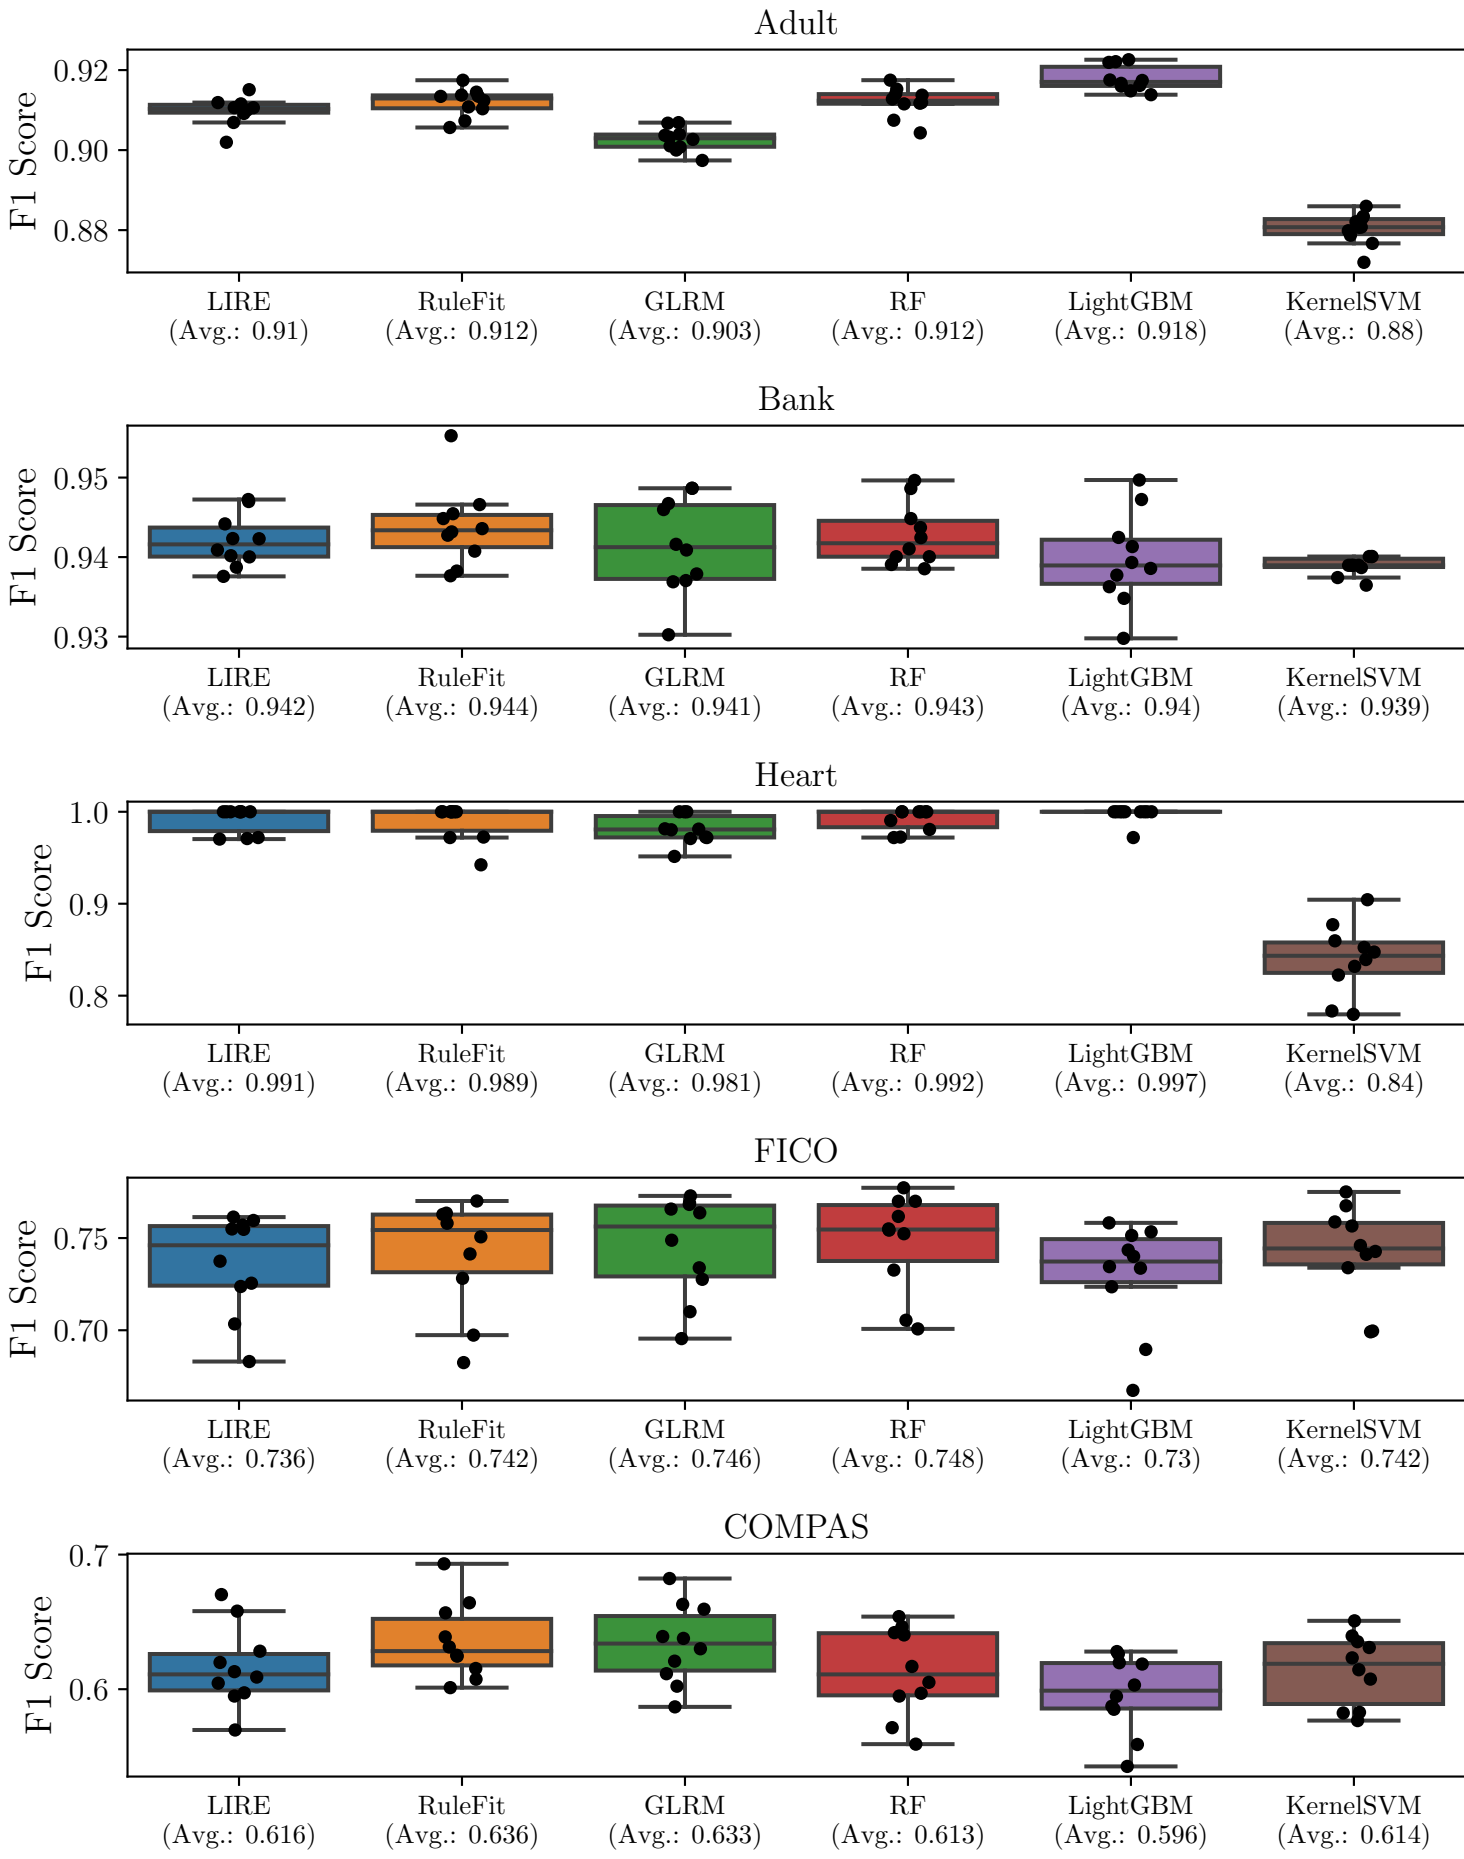 Adult
F1 Score
0.92
0.90
0.88
LIRE RuleFit GLRM RF LightGBM KernelSVM
(Avg.: 0.91) (Avg.: 0.912) (Avg.: 0.903) (Avg.: 0.912) (Avg.: 0.918) (Avg.: 0.88)
Bank
F1 Score
0.95
0.94
0.93
LIRE RuleFit GLRM RF LightGBM KernelSVM
(Avg.: 0.942) (Avg.: 0.944) (Avg.: 0.941) (Avg.: 0.943) (Avg.: 0.94) (Avg.: 0.939)
Heart
F1 Score
1.0
0.9
0.8
LIRE RuleFit GLRM RF LightGBM KernelSVM
(Avg.: 0.991) (Avg.: 0.989) (Avg.: 0.981) (Avg.: 0.992) (Avg.: 0.997) (Avg.: 0.84)
FICO
F1 Score
0.75
0.70
LIRE RuleFit GLRM RF LightGBM KernelSVM
(Avg.: 0.736) (Avg.: 0.742) (Avg.: 0.746) (Avg.: 0.748) (Avg.: 0.73) (Avg.: 0.742)
COMPAS
F1 Score
0.7
0.6
LIRE RuleFit GLRM RF LightGBM KernelSVM
(Avg.: 0.616) (Avg.: 0.636) (Avg.: 0.633) (Avg.: 0.613) (Avg.: 0.596) (Avg.: 0.614)